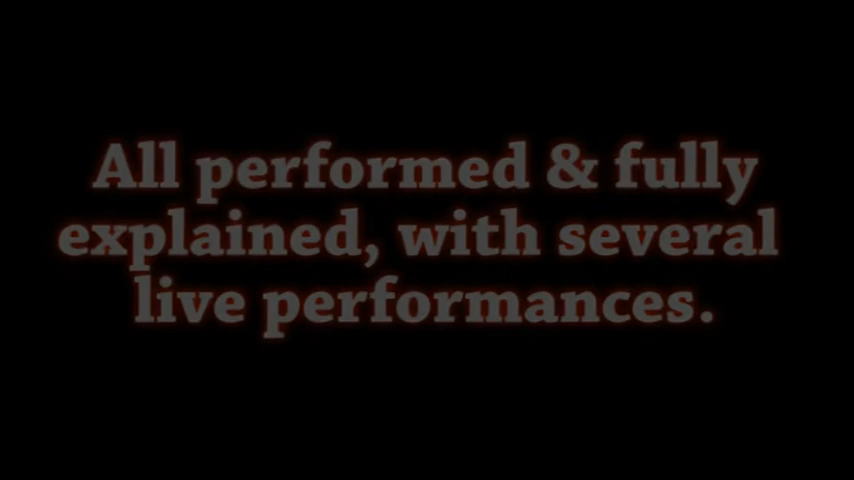 All performed & fully
explained, with several
live performances.